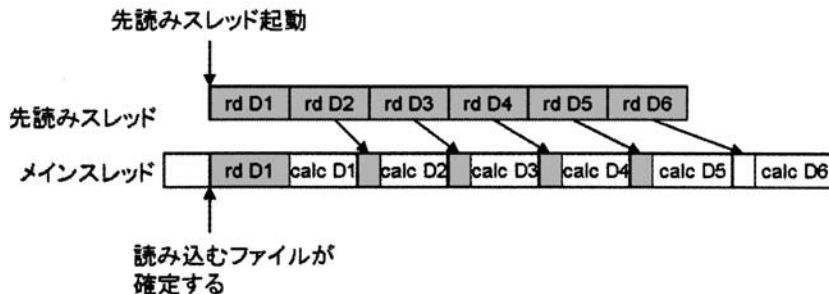 先読みスレッド起動
先読みスレッド
rd D1 rd D2 rd D3 rd D4 rd D5 rd D6
メインスレッド
rd D1 calc D1 calc D2 calc D3 calc D4 calc D5 calc D6
読み込むファイルが
確定する